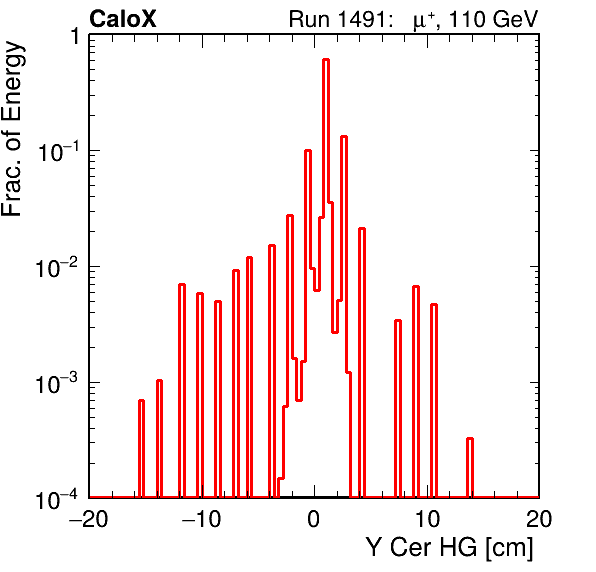 CaloX Run 1491: μ⁺, 110 GeV
Frac. of Energy
1
10⁻¹
10⁻²
10⁻³
10⁻⁴
−20 −10 0 10 20
Y Cer HG [cm]